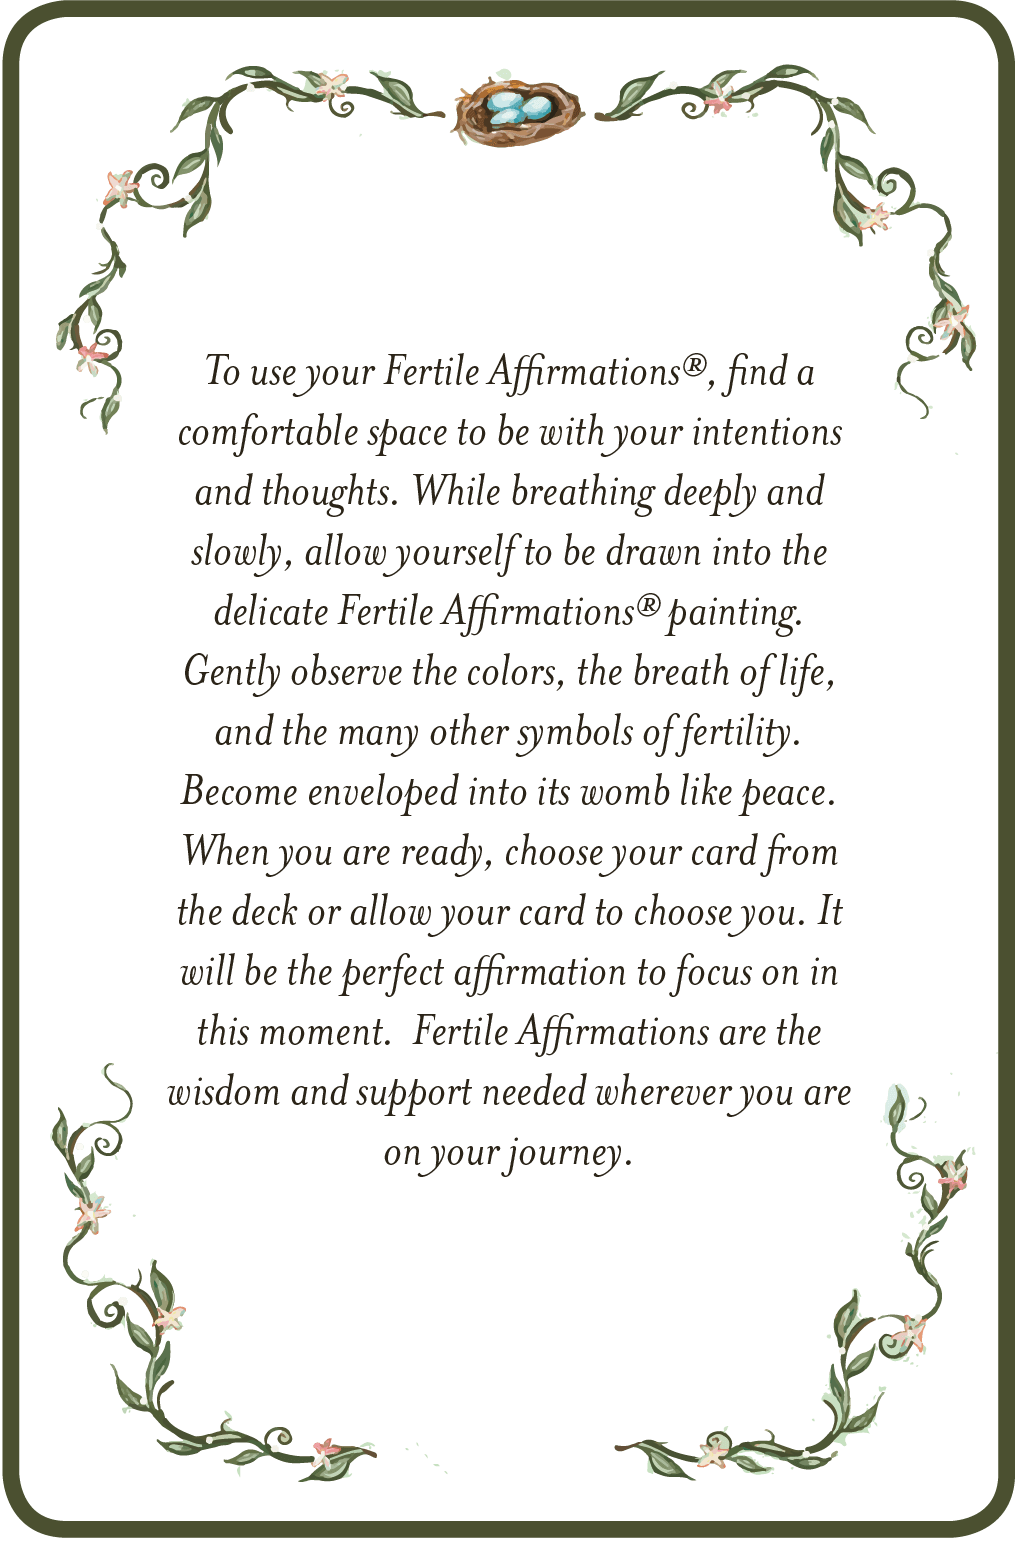 To use your Fertile Affirmations®, find a
comfortable space to be with your intentions
and thoughts. While breathing deeply and
slowly, allow yourself to be drawn into the
delicate Fertile Affirmations® painting.
Gently observe the colors, the breath of life,
and the many other symbols of fertility.
Become enveloped into its womb like peace.
When you are ready, choose your card from
the deck or allow your card to choose you. It
will be the perfect affirmation to focus on in
this moment.  Fertile Affirmations are the
wisdom and support needed wherever you are
on your journey.